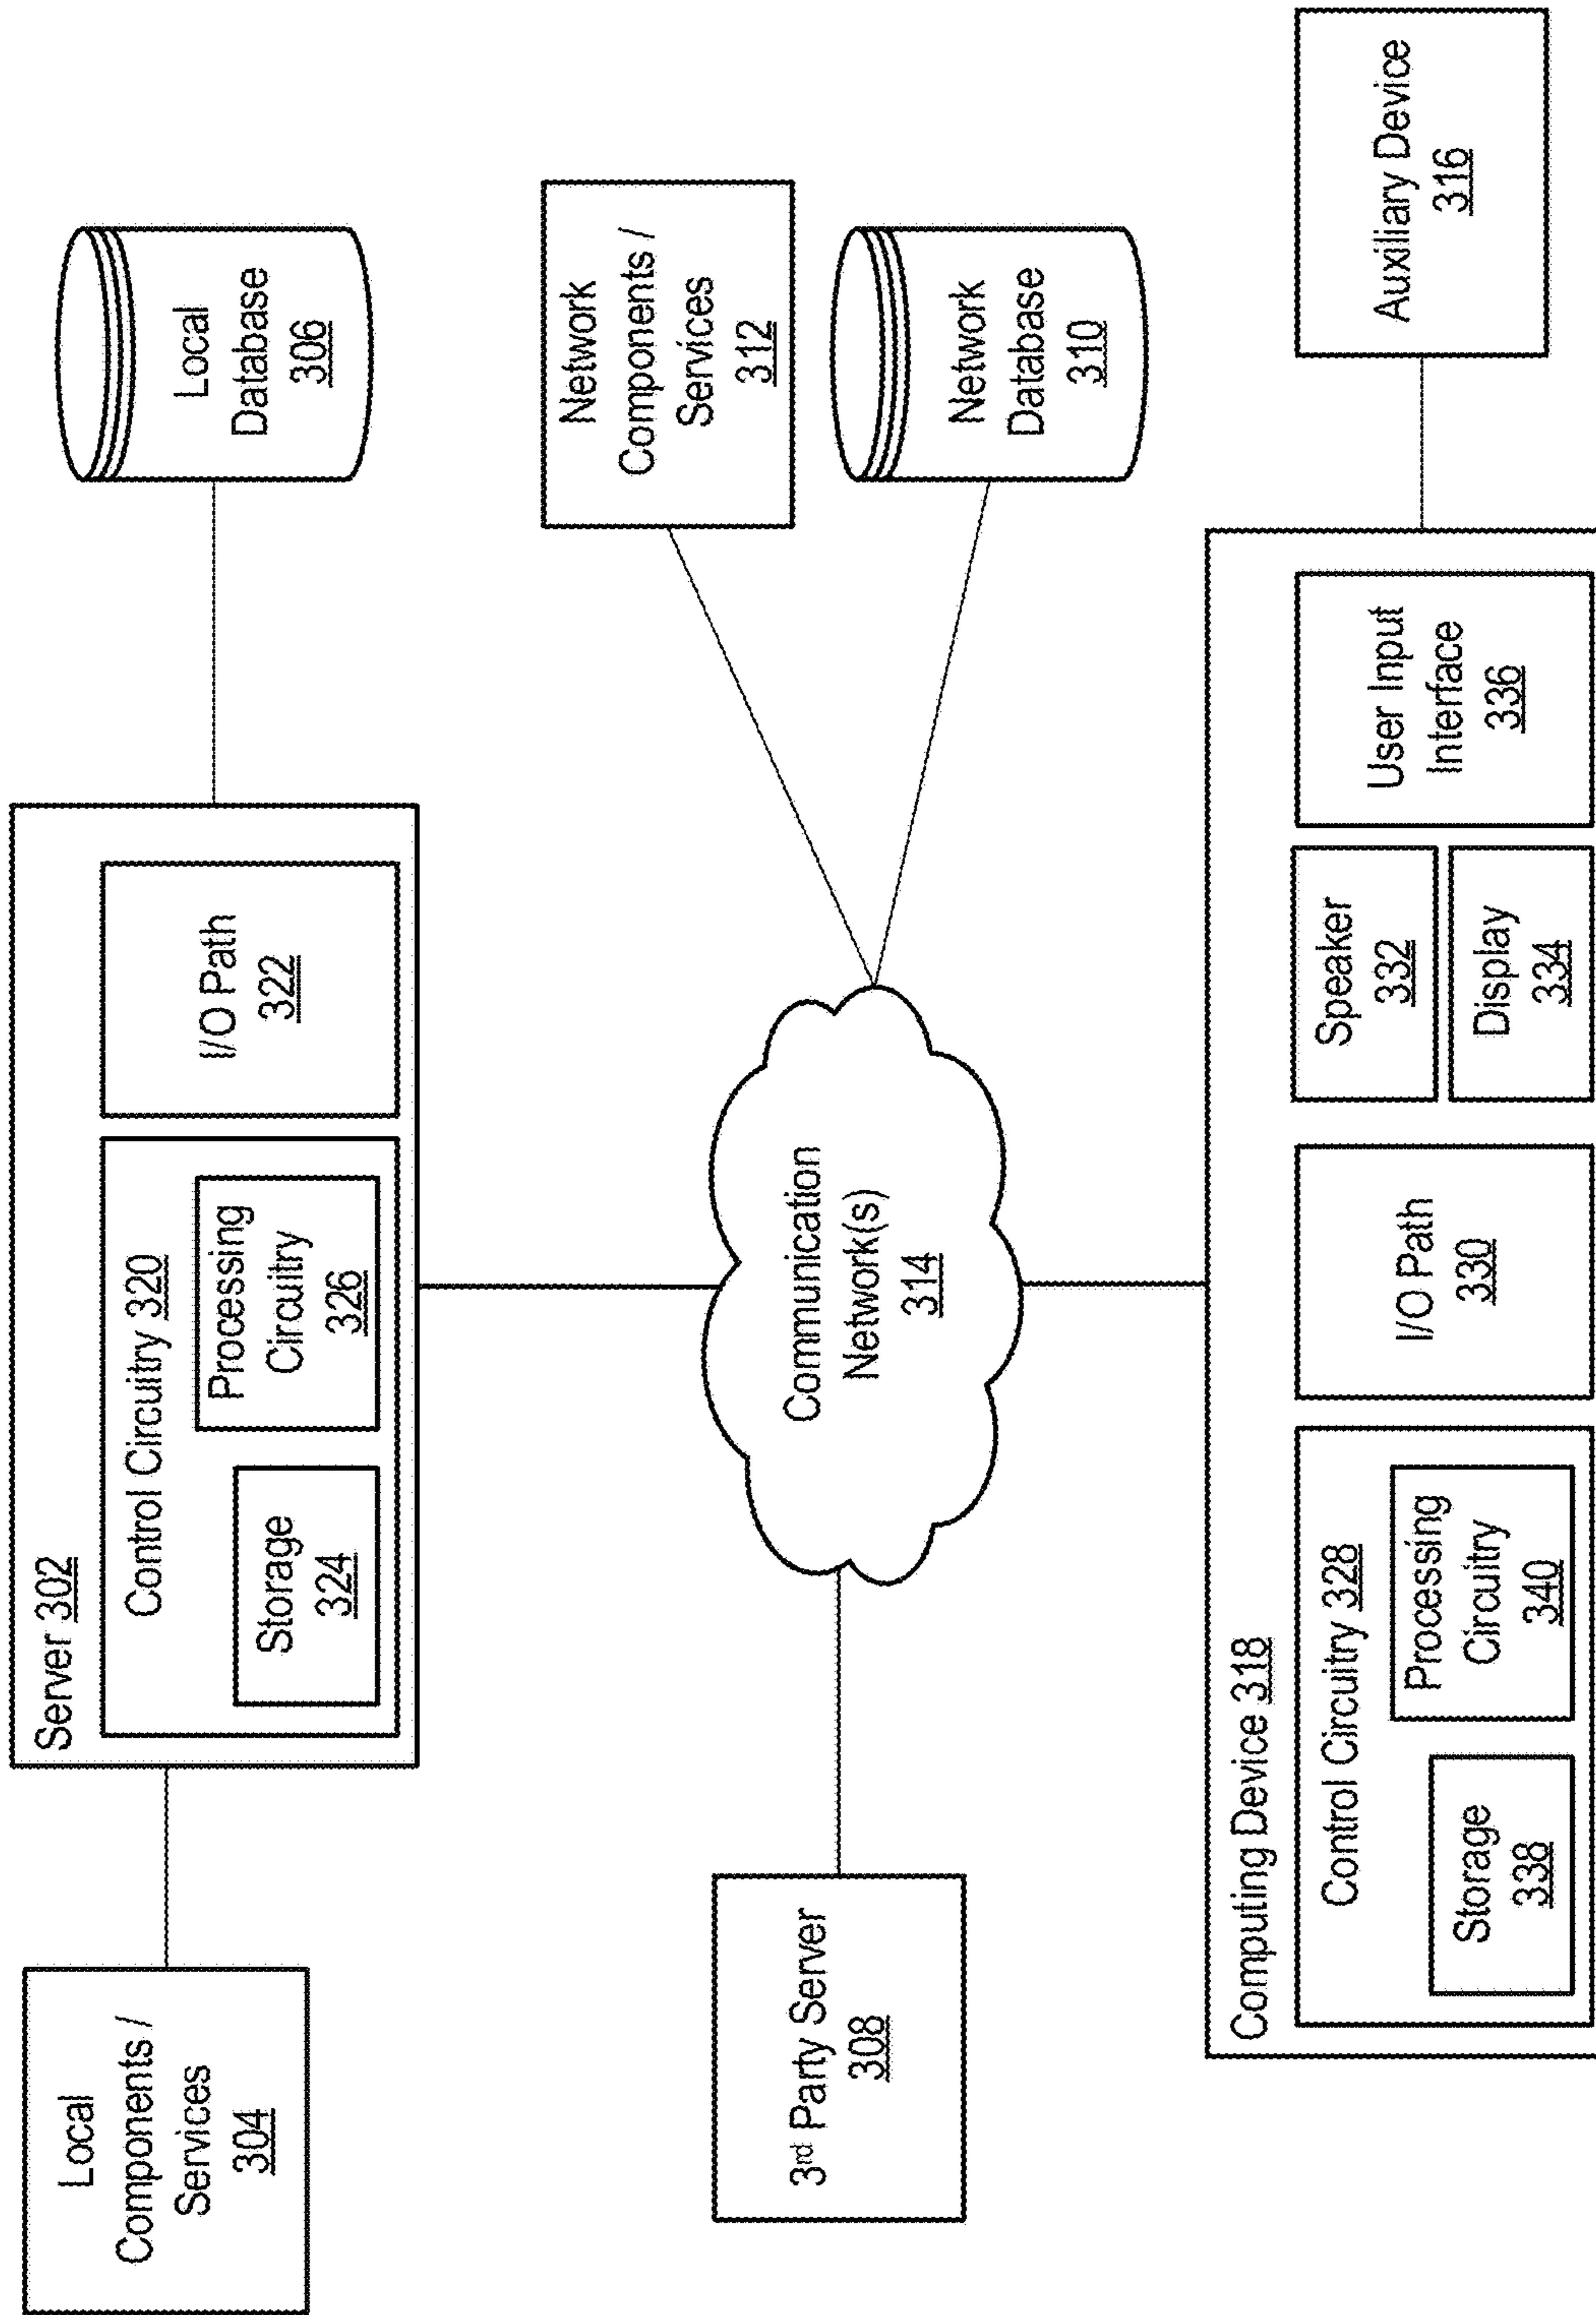 Local
Components /
Services
304
Server 302
Control Circuitry 320
Storage
324
Processing
Circuitry
326
I/O Path
322
Local
Database
306
3rd Party Server
308
Communication
Network(s)
314
Network
Components /
Services
312
Network
Database
310
Computing Device 318
Control Circuitry 328
Storage
338
Processing
Circuitry
340
I/O Path
330
Speaker
332
Display
334
User Input
Interface
336
Auxiliary Device
316